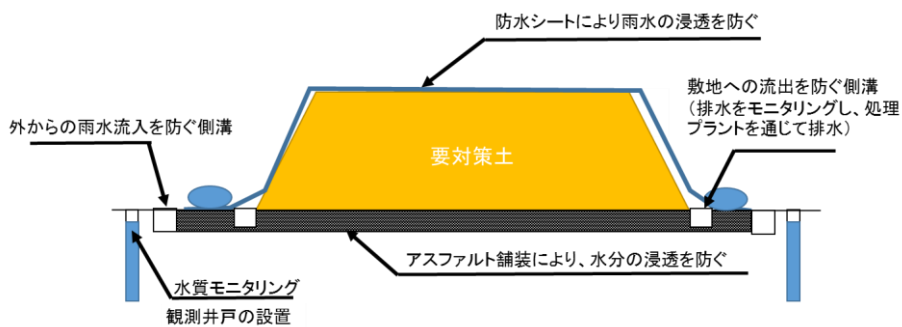 防水シートにより雨水の浸透を防ぐ
敷地への流出を防ぐ側溝
(排水をモニタリングし、処理
プラントを通じて排水)
外からの雨水流入を防ぐ側溝
要対策土
アスファルト舗装により、水分の浸透を防ぐ
水質モニタリング
観測井戸の設置